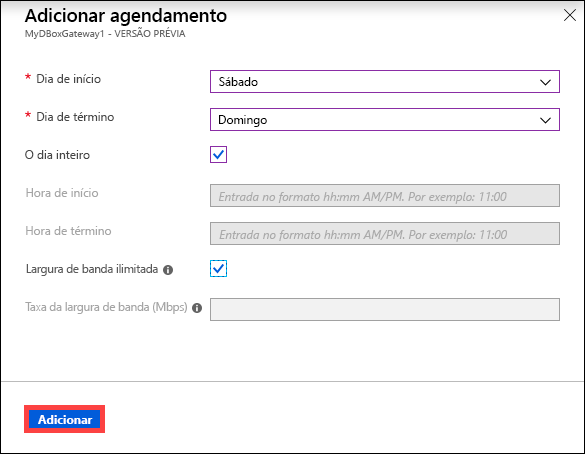 Adicionar agendamento
MyDBoxGateway1 - VERSÃO PRÉVIA
* Dia de início
Sábado
* Dia de término
Domingo
O dia inteiro
Hora de início
Entrada no formato hh:mm AM/PM. Por exemplo: 11:00
Hora de término
Entrada no formato hh:mm AM/PM. Por exemplo: 11:00
Largura de banda ilimitada
Taxa da largura de banda (Mbps)
Adicionar